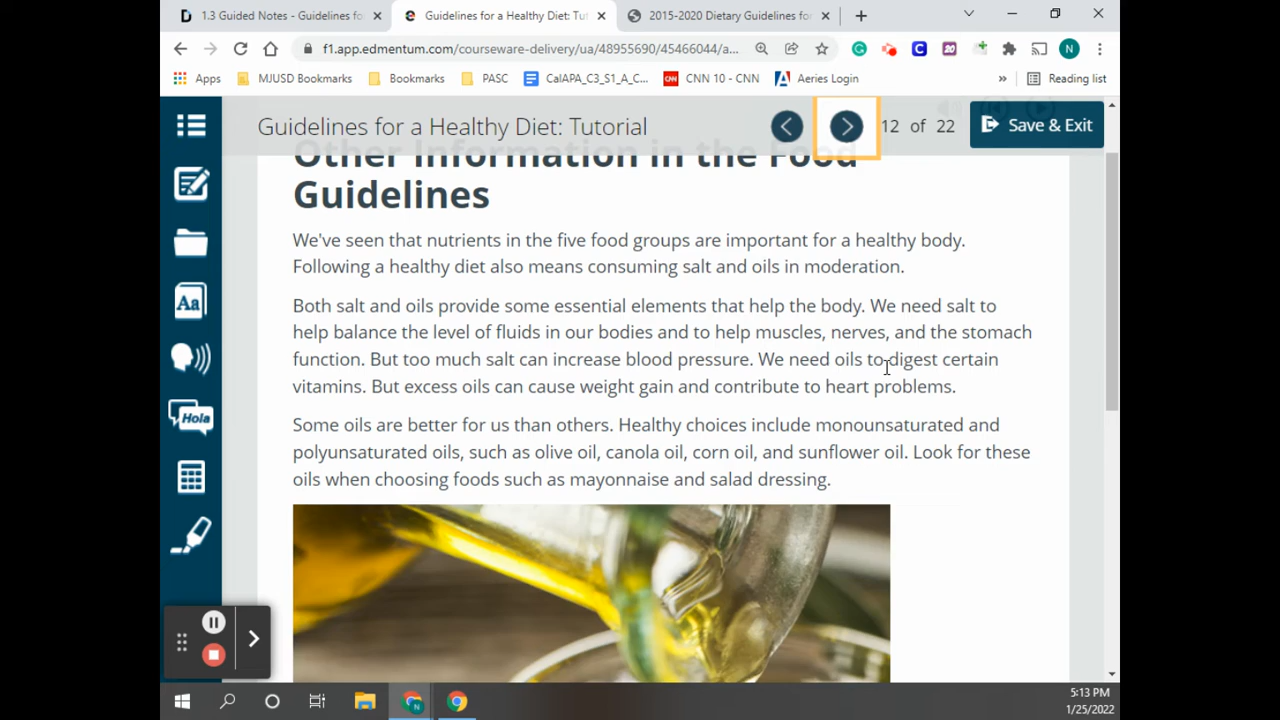 1.3 Guided Notes - Guidelines fo
Guidelines for a Healthy Diet: Tut
2015-2020 Dietary Guidelines for
f1.app.edmentum.com/courseware-delivery/ua/48955690/45466044/a...
Apps
MJUSD Bookmarks
Bookmarks
PASC
CalAPA_C3_S1_A_C...
CNN 10 - CNN
Aeries Login
»
Reading list
Guidelines for a Healthy Diet: Tutorial
12 of 22
Save & Exit
Other Information in the Food
Guidelines
We've seen that nutrients in the five food groups are important for a healthy body.
Following a healthy diet also means consuming salt and oils in moderation.
Both salt and oils provide some essential elements that help the body. We need salt to
help balance the level of fluids in our bodies and to help muscles, nerves, and the stomach
function. But too much salt can increase blood pressure. We need oils to digest certain
vitamins. But excess oils can cause weight gain and contribute to heart problems.
Some oils are better for us than others. Healthy choices include monounsaturated and
polyunsaturated oils, such as olive oil, canola oil, corn oil, and sunflower oil. Look for these
oils when choosing foods such as mayonnaise and salad dressing.
Aa
Hola
5:13 PM
1/25/2022